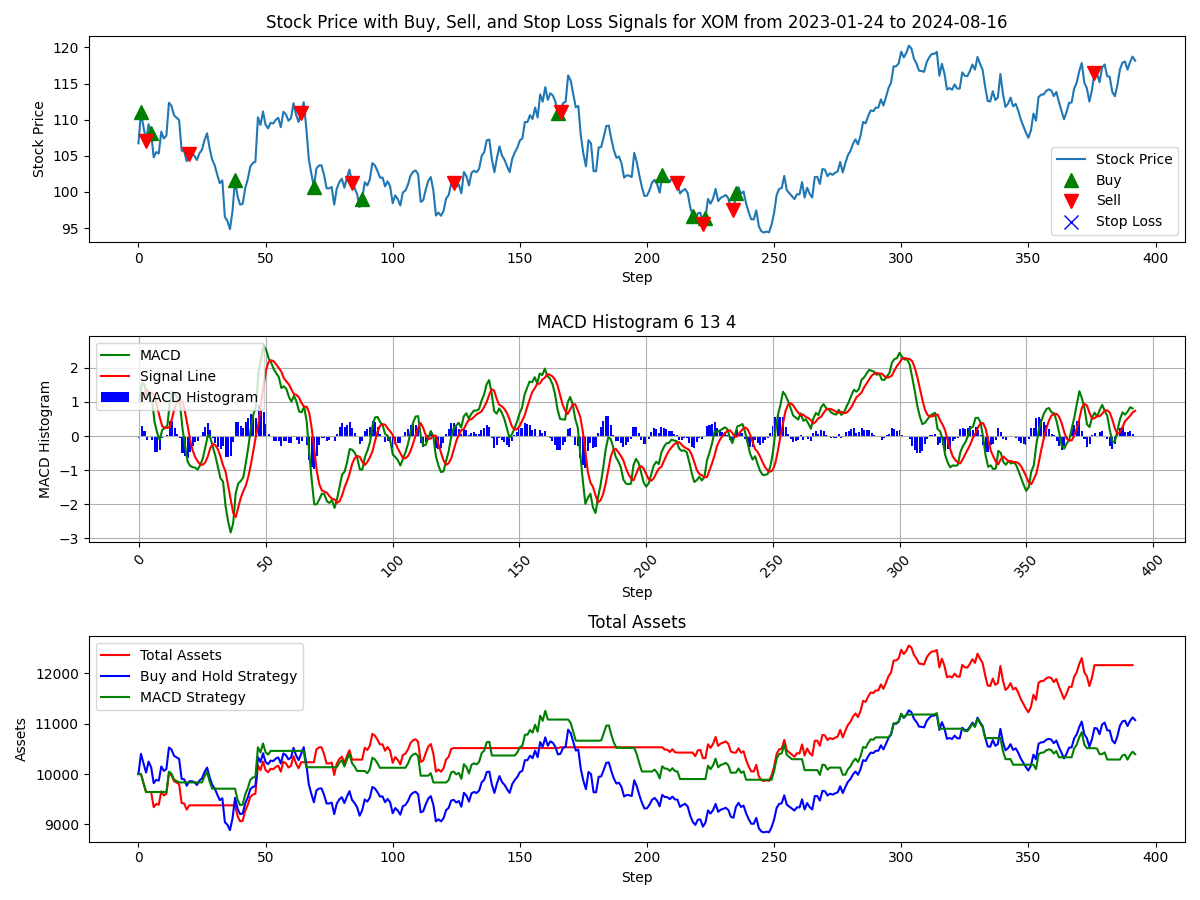 Stock Price with Buy, Sell, and Stop Loss Signals for XOM from 2023-01-24 to 2024-08-16
120
115
110
105
100
95
Stock Price
Stock Price
Buy
Sell
Stop Loss
0 50 100 150 200 250 300 350 400
Step
MACD Histogram 6 13 4
2
1
0
−1
−2
−3
MACD Histogram
MACD
Signal Line
MACD Histogram
0 50 100 150 200 250 300 350 400
Step
Total Assets
12000
11000
10000
9000
Assets
Total Assets
Buy and Hold Strategy
MACD Strategy
0 50 100 150 200 250 300 350 400
Step